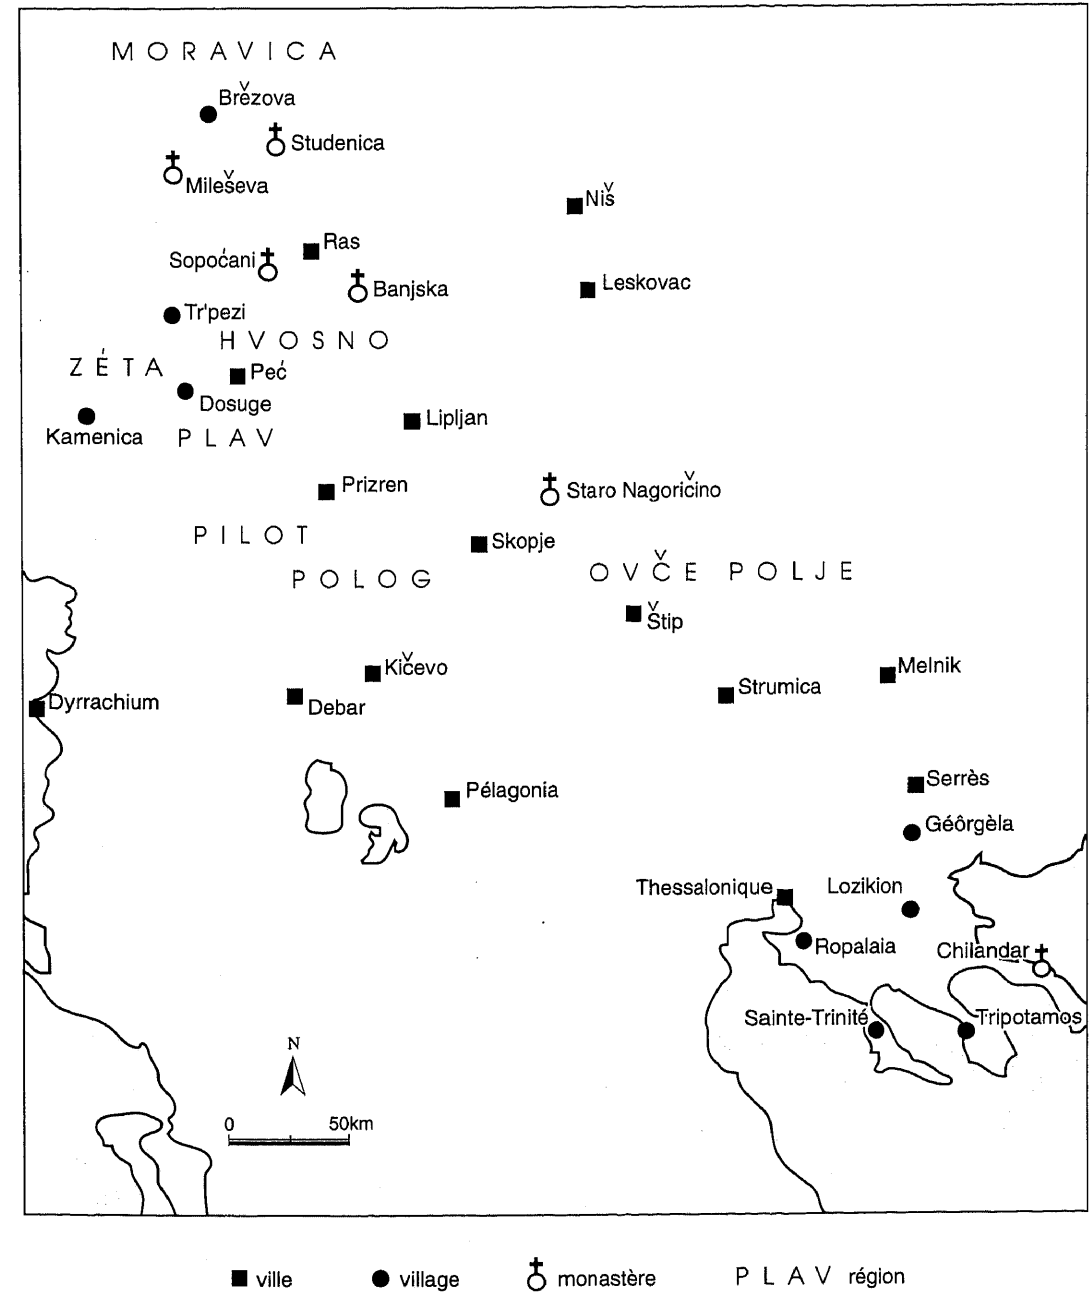 MORAVICA
Brězova
Studenica
Mileševa
Niš
Ras
Sopoćani
Banjska
Leskovac
Tr'pezi
HVOSNO
ZÉTA
Peć
Dosuge
Kamenica
PLAV
Lipljan
Prizren
Staro Nagoričino
PILOT
Skopje
POLOG
OVČE POLJE
Štip
Kičevo
Melnik
Strumica
Dyrrachium
Debar
Serrès
Pélagonia
Géôrgèla
Thessalonique
Lozikion
Ropalaia
Chilandar
Sainte-Trinité
Tripotamos
N
0 50km
ville village monastère PLAV région